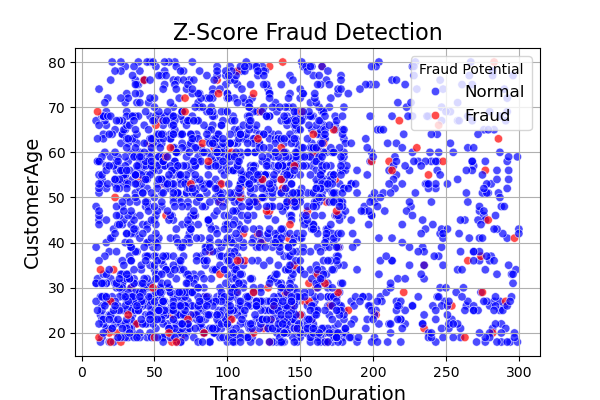 Z-Score Fraud Detection
CustomerAge
80
70
60
50
40
30
20
Fraud Potential
Normal
Fraud
0
50
100
150
200
250
300
TransactionDuration